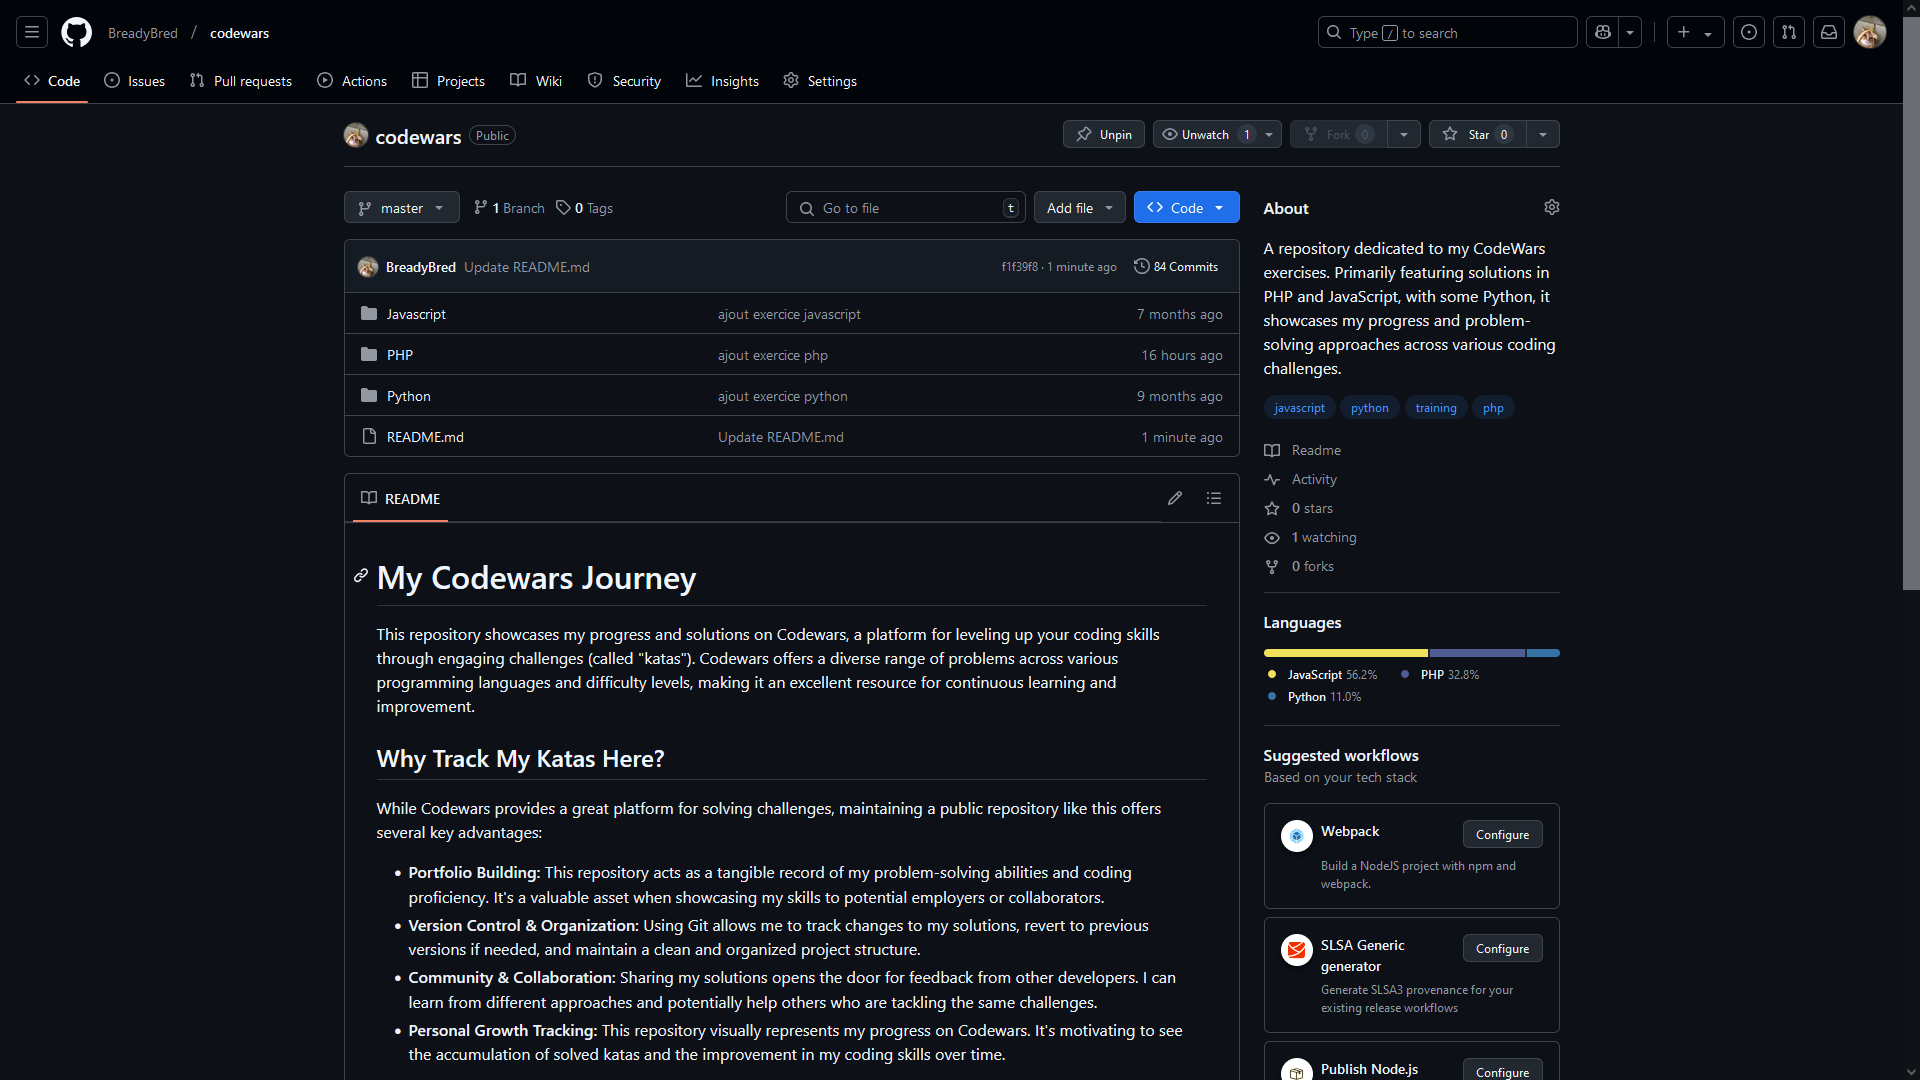 BreadyBred / codewars
Type / to search
Code
Issues
Pull requests
Actions
Projects
Wiki
Security
Insights
Settings
codewars Public
Unpin
Unwatch 1
Fork 0
Star 0
master
1 Branch
0 Tags
Go to file t
Add file
Code
BreadyBred Update README.md f1f39f8 · 1 minute ago 84 Commits
Javascript ajout exercice javascript 7 months ago
PHP ajout exercice php 16 hours ago
Python ajout exercice python 9 months ago
README.md Update README.md 1 minute ago
README
My Codewars Journey
This repository showcases my progress and solutions on Codewars, a platform for leveling up your coding skills
through engaging challenges (called "katas"). Codewars offers a diverse range of problems across various
programming languages and difficulty levels, making it an excellent resource for continuous learning and
improvement.
Why Track My Katas Here?
While Codewars provides a great platform for solving challenges, maintaining a public repository like this offers
several key advantages:
• Portfolio Building: This repository acts as a tangible record of my problem-solving abilities and coding
proficiency. It's a valuable asset when showcasing my skills to potential employers or collaborators.
• Version Control & Organization: Using Git allows me to track changes to my solutions, revert to previous
versions if needed, and maintain a clean and organized project structure.
• Community & Collaboration: Sharing my solutions opens the door for feedback from other developers. I can
learn from different approaches and potentially help others who are tackling the same challenges.
• Personal Growth Tracking: This repository visually represents my progress on Codewars. It's motivating to see
the accumulation of solved katas and the improvement in my coding skills over time.
About
A repository dedicated to my CodeWars
exercises. Primarily featuring solutions in
PHP and JavaScript, with some Python, it
showcases my progress and problem-
solving approaches across various coding
challenges.
javascript python training php
Readme
Activity
0 stars
1 watching
0 forks
Languages
JavaScript 56.2% PHP 32.8%
Python 11.0%
Suggested workflows
Based on your tech stack
Webpack Configure
Build a NodeJS project with npm and
webpack.
SLSA Generic
generator
Configure
Generate SLSA3 provenance for your
existing release workflows
Publish Node.js Configure